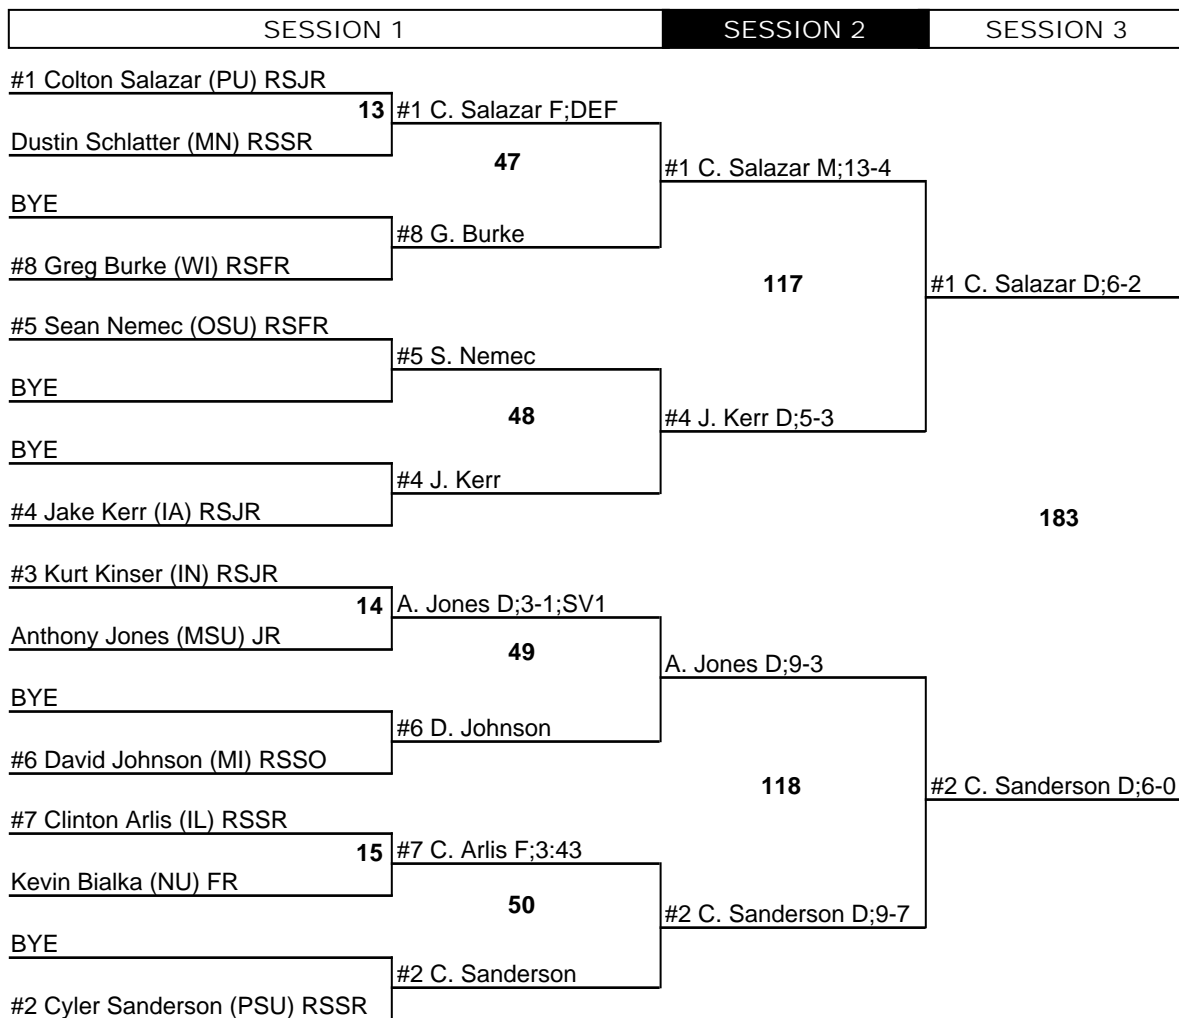 SESSION 1
SESSION 2
SESSION 3
#1 Colton Salazar (PU) RSJR
13
#1 C. Salazar F;DEF
Dustin Schlatter (MN) RSSR
47
#1 C. Salazar M;13-4
BYE
#8 G. Burke
#8 Greg Burke (WI) RSFR
117
#1 C. Salazar D;6-2
#5 Sean Nemec (OSU) RSFR
#5 S. Nemec
BYE
48
#4 J. Kerr D;5-3
BYE
#4 J. Kerr
#4 Jake Kerr (IA) RSJR
183
#3 Kurt Kinser (IN) RSJR
14
A. Jones D;3-1;SV1
Anthony Jones (MSU) JR
49
A. Jones D;9-3
BYE
#6 D. Johnson
#6 David Johnson (MI) RSSO
118
#2 C. Sanderson D;6-0
#7 Clinton Arlis (IL) RSSR
15
#7 C. Arlis F;3:43
Kevin Bialka (NU) FR
50
#2 C. Sanderson D;9-7
BYE
#2 C. Sanderson
#2 Cyler Sanderson (PSU) RSSR